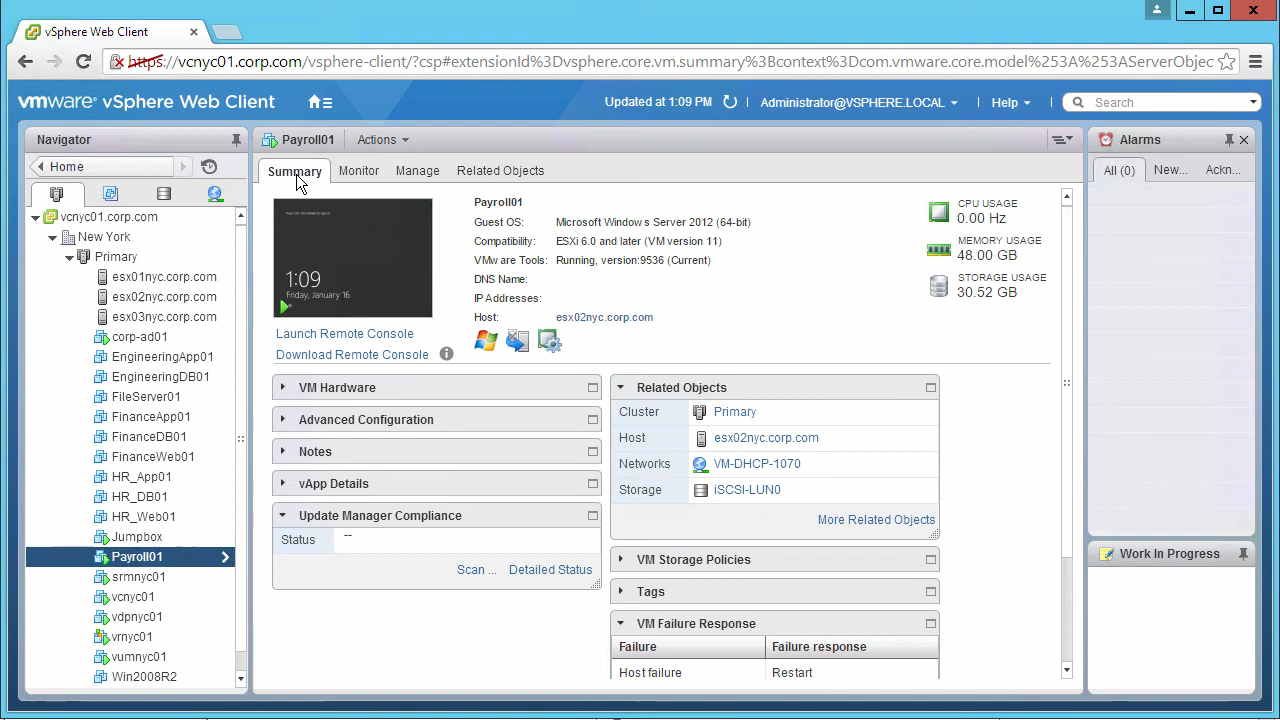 vSphere Web Client
https://vcnyc01.corp.com/vsphere-client/?csp#extensionId%3Dvsphere.core.vm.summary%3Bcontext%3Dcom.vmware.core.model%253A%253AServerObjec
vmware® vSphere Web Client
Updated at 1:09 PM
Administrator@VSPHERE.LOCAL
Help
Search
Navigator
Home
vcnyc01.corp.com
New York
Primary
esx01nyc.corp.com
esx02nyc.corp.com
esx03nyc.corp.com
corp-ad01
EngineeringApp01
EngineeringDB01
FileServer01
FinanceApp01
FinanceDB01
FinanceWeb01
HR_App01
HR_DB01
HR_Web01
Jumpbox
Payroll01
srmnyc01
vcnyc01
vdpnyc01
vrnyc01
vumnyc01
Win2008R2
Payroll01
Actions
Summary
Monitor
Manage
Related Objects
1:09
Friday, January 16
Launch Remote Console
Download Remote Console
Payroll01
Guest OS: Microsoft Windows Server 2012 (64-bit)
Compatibility: ESXi 6.0 and later (VM version 11)
VMware Tools: Running, version:9536 (Current)
DNS Name:
IP Addresses:
Host: esx02nyc.corp.com
CPU USAGE
0.00 Hz
MEMORY USAGE
48.00 GB
STORAGE USAGE
30.52 GB
VM Hardware
Advanced Configuration
Notes
vApp Details
Update Manager Compliance
Status --
Scan ... Detailed Status
Related Objects
Cluster Primary
Host esx02nyc.corp.com
Networks VM-DHCP-1070
Storage iSCSI-LUN0
More Related Objects
VM Storage Policies
Tags
VM Failure Response
Failure Failure response
Host failure Restart
Alarms
All (0) New... Ackn...
Work In Progress